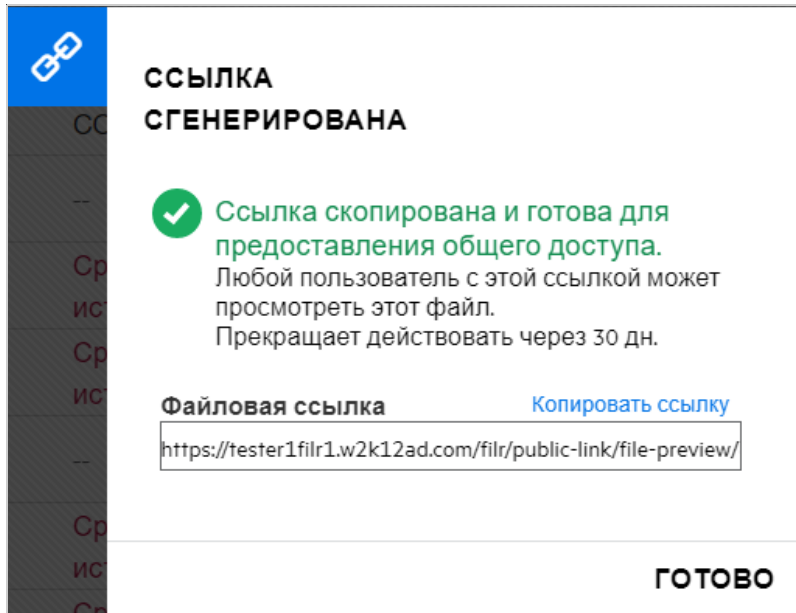 ССЫЛКА
СГЕНЕРИРОВАНА
Ссылка скопирована и готова для
предоставления общего доступа.
Любой пользователь с этой ссылкой может
просмотреть этот файл.
Прекращает действовать через 30 дн.
Файловая ссылка Копировать ссылку
https://tester1filr1.w2k12ad.com/filr/public-link/file-preview/
ГОТОВО